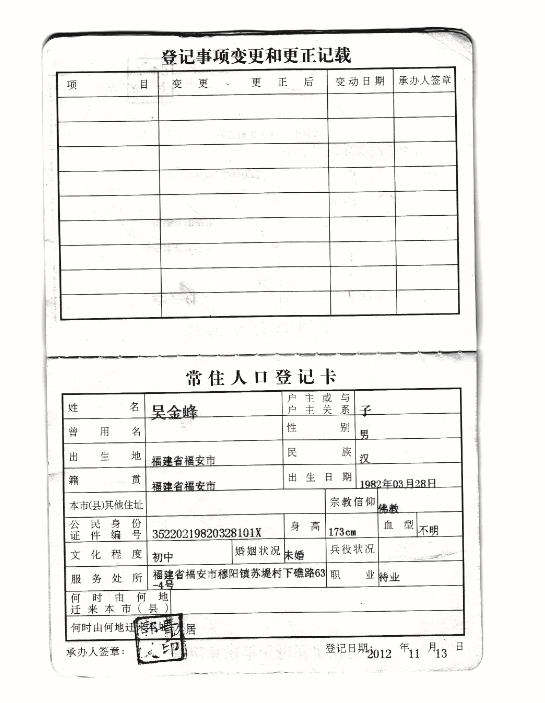 登记事项变更和更正记载
项 目 变 更 、 更 正 后 变动日期 承办人签章
常住人口登记卡
姓 名 吴金峰 户主或与户主关系 子
曾用名 性别 男
出生地 福建省福安市 民族 汉
籍贯 福建省福安市 出生日期 1982年03月28日
本市(县)其他住址 宗教信仰 佛教
公民身份证件编号 35220219820328101X 身高 173cm 血型 不明
文化程度 初中 婚姻状况 未婚 兵役状况
服务处所 福建省福安市穆阳镇苏堤村下礁路63
-4号 职业 待业
何时由何地迁来本市(县)
何时由何地迁 居
承办人签章: 登记日期: 2012 年 11 月 13 日